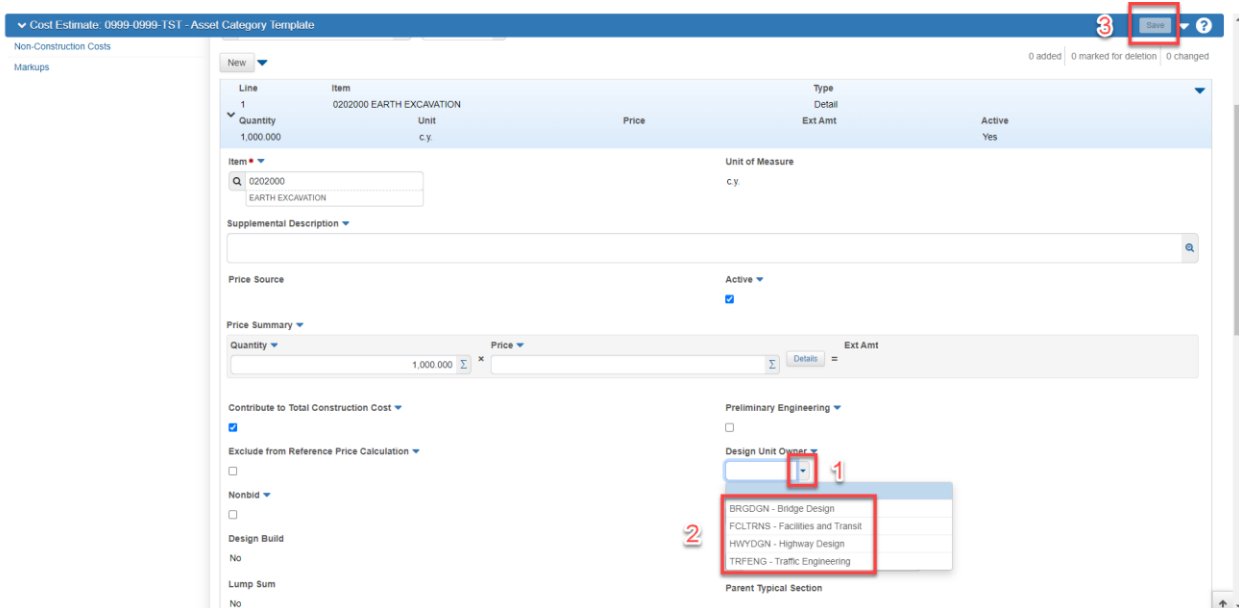 Cost Estimate: 0999-0999-TST - Asset Category Template
3
Save
?
Non-Construction Costs
Markups
New
0 added 0 marked for deletion 0 changed
Line Item Type
1 0202000 EARTH EXCAVATION Detail
Quantity Unit Price Ext Amt Active
1,000.000 c.y. Yes
Item Unit of Measure
0202000 c.y.
EARTH EXCAVATION
Supplemental Description
Price Source Active
Price Summary
Quantity Price Ext Amt
1,000.000 Σ × Σ Details =
Contribute to Total Construction Cost Preliminary Engineering
Exclude from Reference Price Calculation Design Unit Owner
1
Nonbid
BRGDGN - Bridge Design
2
FCLTRNS - Facilities and Transit
Design Build
HWYDGN - Highway Design
No
TRFENG - Traffic Engineering
Lump Sum Parent Typical Section
No